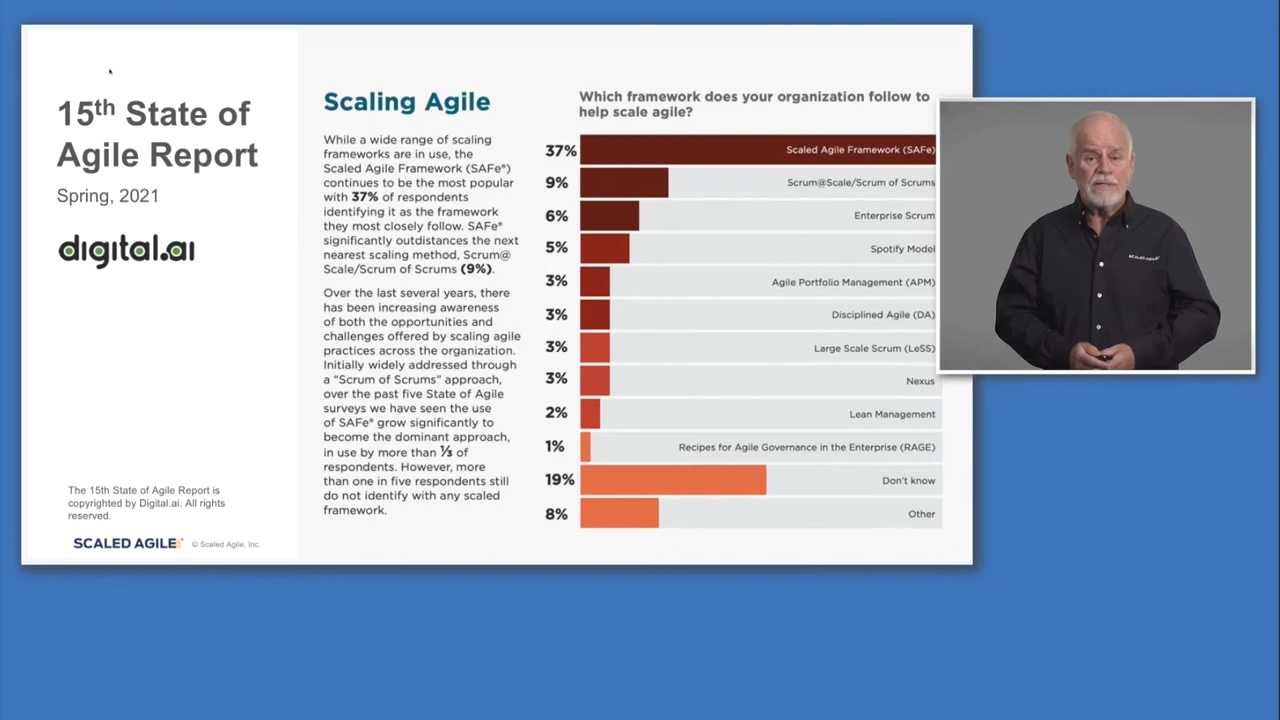 15th State of
Agile Report
Spring, 2021
digital.ai
The 15th State of Agile Report is
copyrighted by Digital.ai. All rights
reserved.
SCALED AGILE
© Scaled Agile, Inc.
Scaling Agile
While a wide range of scaling
frameworks are in use, the
Scaled Agile Framework (SAFe®)
continues to be the most popular
with 37% of respondents
identifying it as the framework
they most closely follow. SAFe®
significantly outdistances the next
nearest scaling method, Scrum@
Scale/Scrum of Scrums (9%).
Over the last several years, there
has been increasing awareness
of both the opportunities and
challenges offered by scaling agile
practices across the organization.
Initially widely addressed through
a “Scrum of Scrums” approach,
over the past five State of Agile
surveys we have seen the use
of SAFe® grow significantly to
become the dominant approach,
in use by more than ⅓ of
respondents. However, more
than one in five respondents still
do not identify with any scaled
framework.
Which framework does your organization follow to
help scale agile?
37% Scaled Agile Framework (SAFe)
9% Scrum@Scale/Scrum of Scrums
6% Enterprise Scrum
5% Spotify Model
3% Agile Portfolio Management (APM)
3% Disciplined Agile (DA)
3% Large Scale Scrum (LeSS)
3% Nexus
2% Lean Management
1% Recipes for Agile Governance in the Enterprise (RAGE)
19% Don't know
8% Other
SCALED AGILE